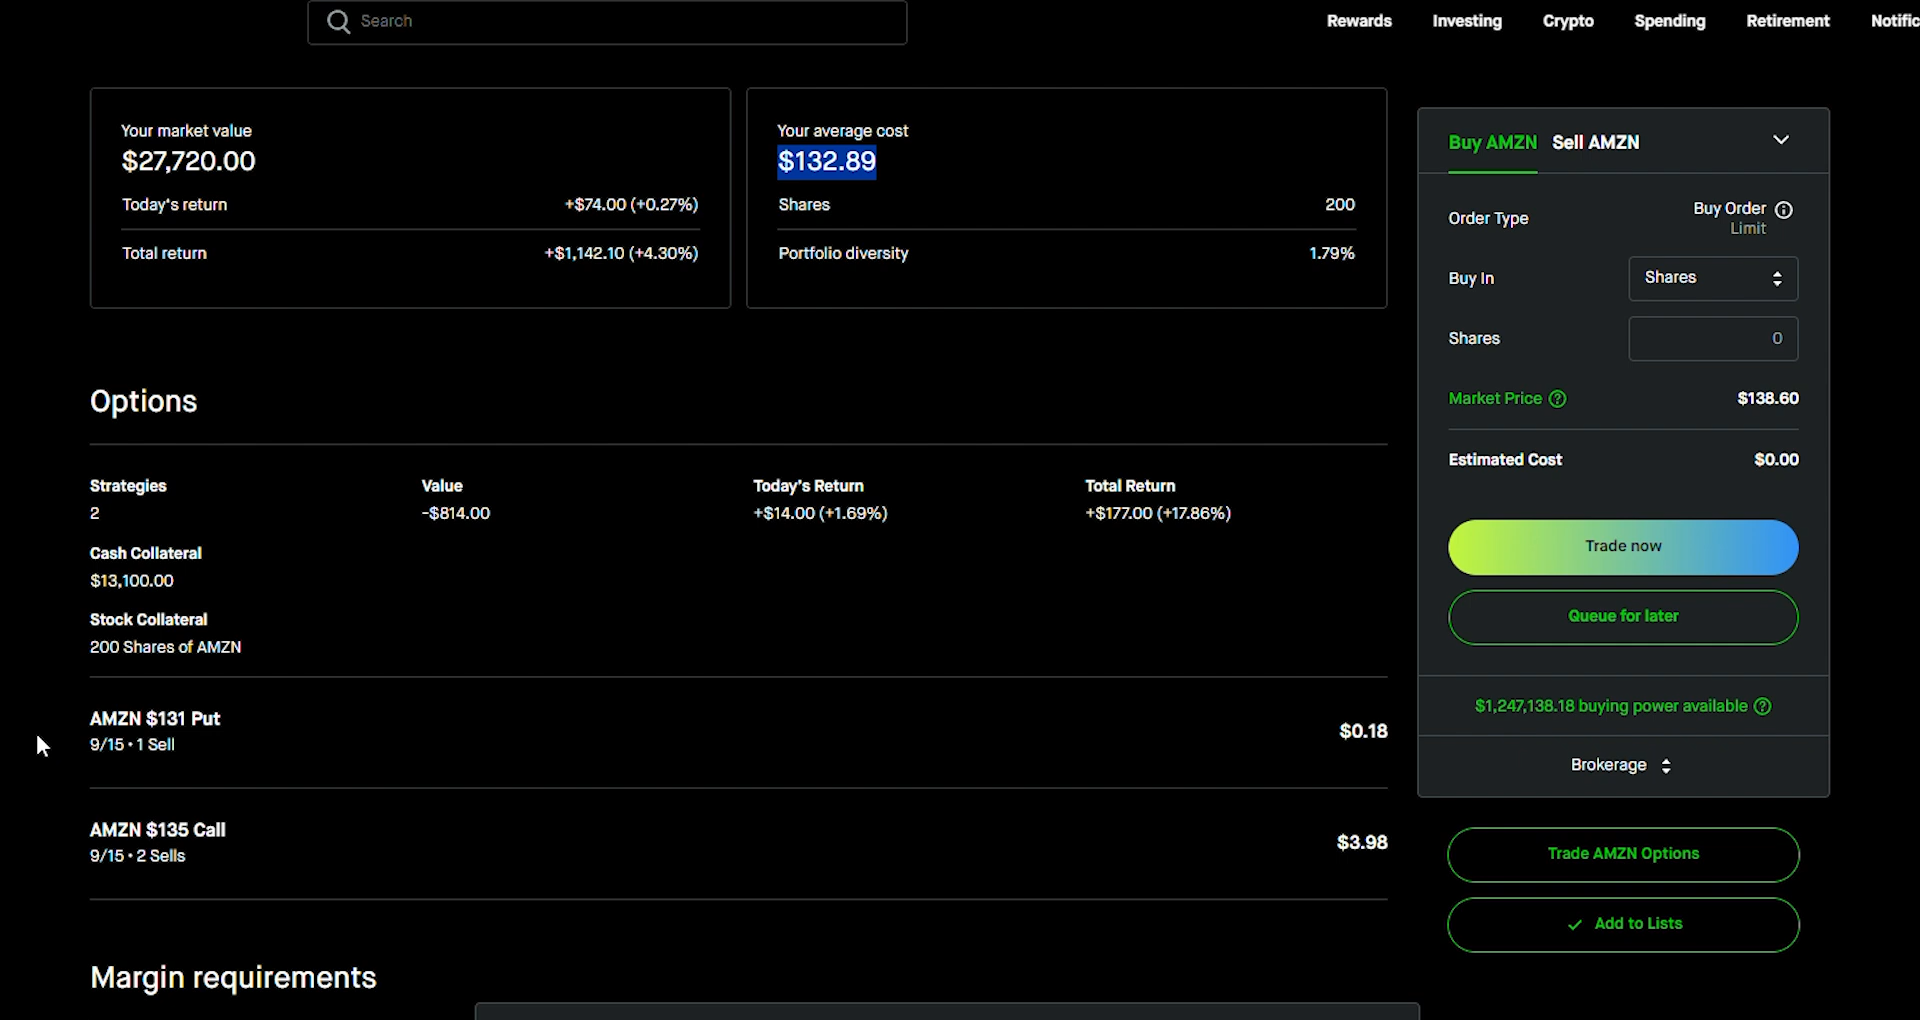 Search
Rewards Investing Crypto Spending Retirement Notific
Your market value
$27,720.00
Today's return +$74.00 (+0.27%)
Total return +$1,142.10 (+4.30%)
Your average cost
$132.89
Shares 200
Portfolio diversity 1.79%
Options
Strategies Value Today's Return Total Return
2 -$814.00 +$14.00 (+1.69%) +$177.00 (+17.86%)
Cash Collateral
$13,100.00
Stock Collateral
200 Shares of AMZN
AMZN $131 Put
9/15 • 1 Sell
$0.18
AMZN $135 Call
9/15 • 2 Sells
$3.98
Margin requirements
Buy AMZN Sell AMZN
Order Type Buy Order
Limit
Buy In Shares
Shares 0
Market Price $138.60
Estimated Cost $0.00
Trade now
Queue for later
$1,247,138.18 buying power available
Brokerage
Trade AMZN Options
Add to Lists